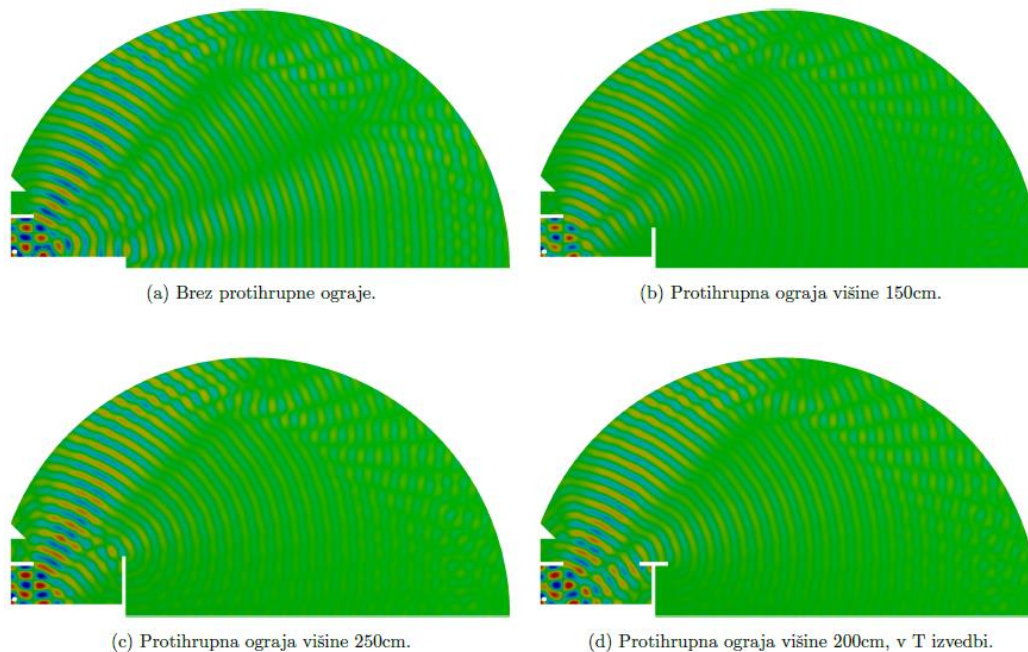 (a) Brez protihrupne ograje.
(b) Protihrupna ograja višine 150cm.
(c) Protihrupna ograja višine 250cm.
(d) Protihrupna ograja višine 200cm, v T izvedbi.